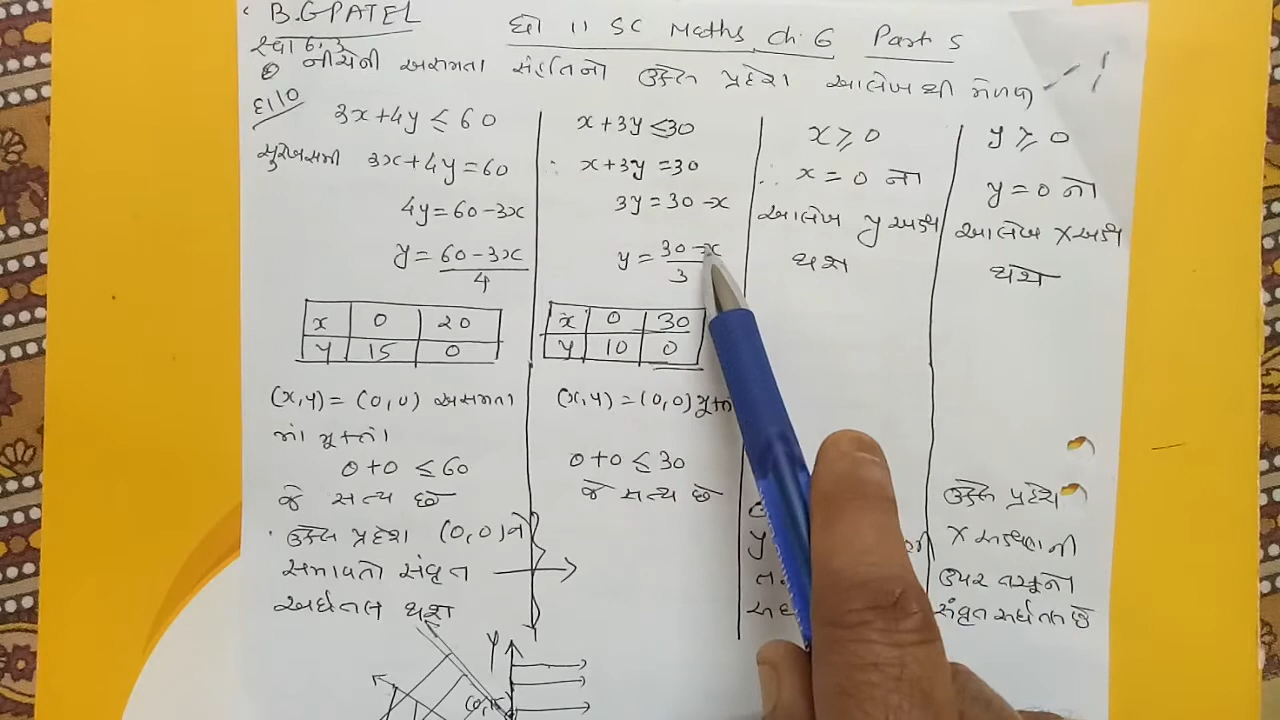 B.G PATEL
ધો 11 SC Maths Ch. 6 Part 5
સ્વા 6.3
નીચેની અસમતા સંહતિનો ઉકેલ પ્રદેશ આલેખથી મેળવો
દા10
3x+4y ≤ 60
સુરેખ સમી 3x+4y=60
4y=60-3x
y = 60-3x / 4
x 0 20
y 15 0
(x,y) = (0,0) અસમતા
માં મૂકતાં
0+0 ≤ 60
જે સત્ય છે
ઉકેલ પ્રદેશ (0,0) ને
સમાવતો સંવૃત
અર્ધતલ થશે
x+3y ≤ 30
∴ x+3y = 30
3y = 30-x
y = 30-x / 3
x 0 30
y 10 0
(x,y) = (0,0) મૂકતાં
0+0 ≤ 30
જે સત્ય છે
x ≥ 0
∴ x = 0 નો
આલેખ y અક્ષ
થશે
y ≥ 0
y = 0 નો
આલેખ x અક્ષ
થશે
ઉકેલ પ્રદેશ
x અક્ષની
ઉપર તરફનો
સંવૃત અર્ધતલ છે
Y